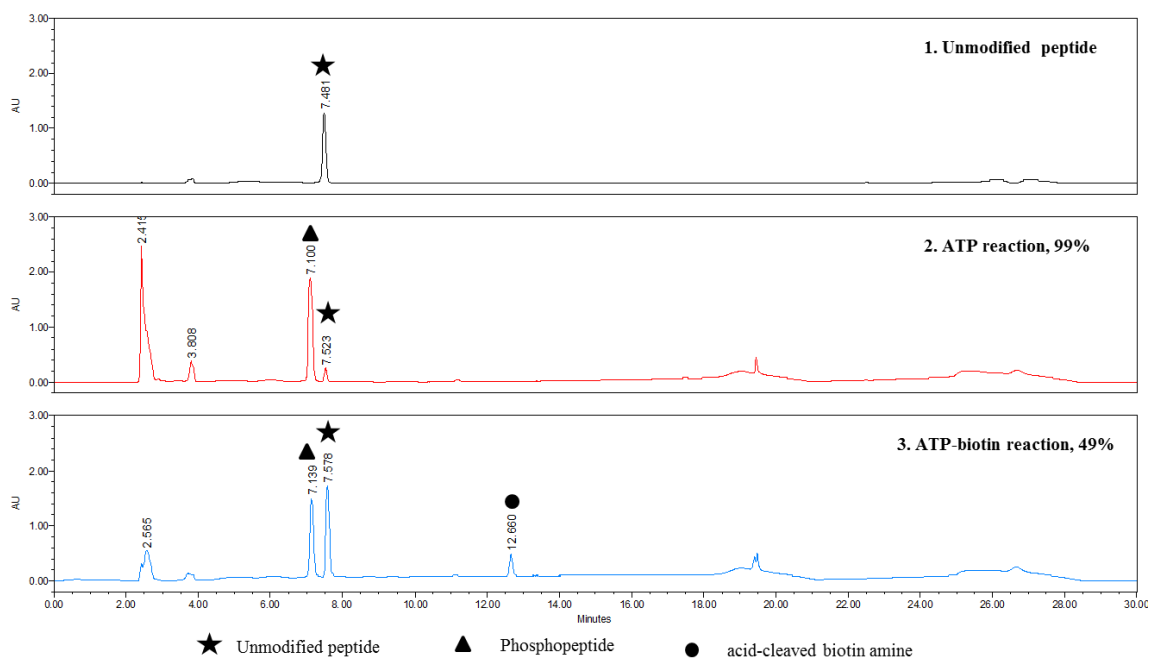 3.00
2.00
1.00
0.00
AU
7.481
1. Unmodified peptide
3.00
2.00
1.00
0.00
AU
2.415
3.808
7.100
7.523
2. ATP reaction, 99%
3.00
2.00
1.00
0.00
AU
2.565
7.139
7.578
12.660
3. ATP-biotin reaction, 49%
0.00 2.00 4.00 6.00 8.00 10.00 12.00 14.00 16.00 18.00 20.00 22.00 24.00 26.00 28.00 30.00
Minutes
Unmodified peptide Phosphopeptide acid-cleaved biotin amine